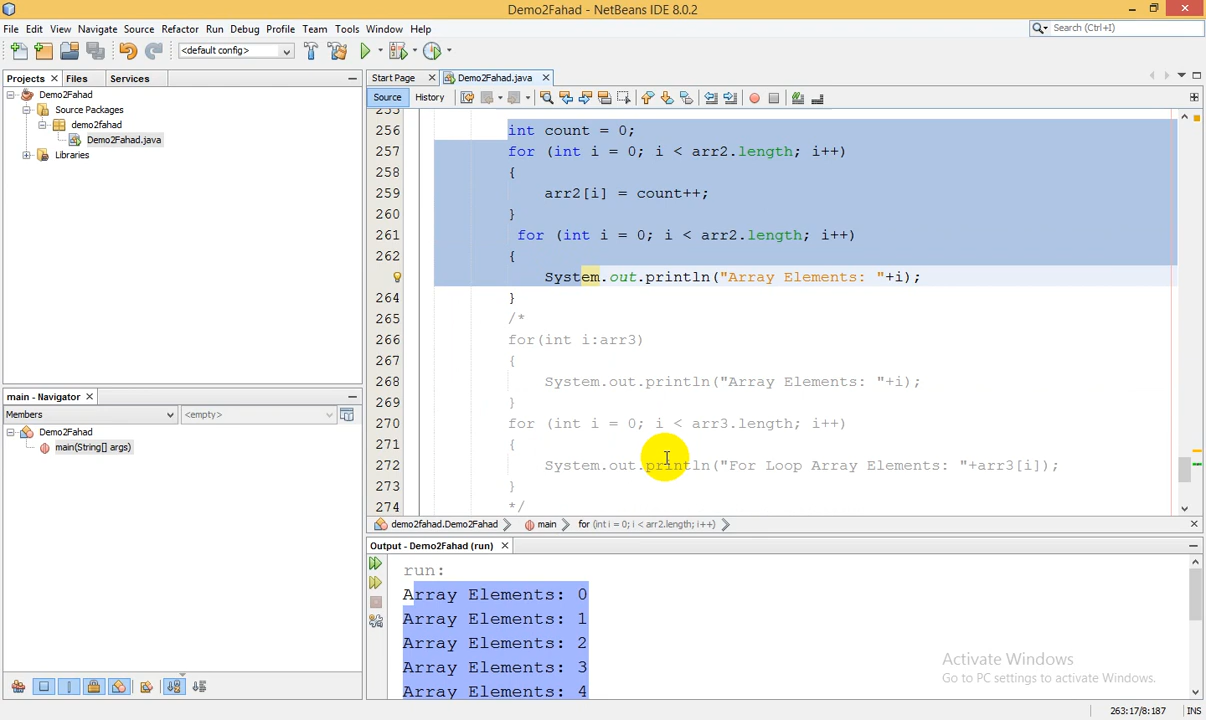 Demo2Fahad - NetBeans IDE 8.0.2
File Edit View Navigate Source Refactor Run Debug Profile Team Tools Window Help
Search (Ctrl+I)
<default config>
Projects Files Services
Demo2Fahad
Source Packages
demo2fahad
Demo2Fahad.java
Libraries
main - Navigator
Members <empty>
Demo2Fahad
main(String[] args)
Start Page Demo2Fahad.java
Source History
255
256 int count = 0;
257 for (int i = 0; i < arr2.length; i++)
258 {
259 arr2[i] = count++;
260 }
261 for (int i = 0; i < arr2.length; i++)
262 {
System.out.println("Array Elements: "+i);
264 }
265 /*
266 for(int i:arr3)
267 {
268 System.out.println("Array Elements: "+i);
269 }
270 for (int i = 0; i < arr3.length; i++)
271 {
272 System.out.println("For Loop Array Elements: "+arr3[i]);
273 }
274 */
demo2fahad.Demo2Fahad main for (int i = 0; i < arr2.length; i++)
Output - Demo2Fahad (run)
run:
Array Elements: 0
Array Elements: 1
Array Elements: 2
Array Elements: 3
Array Elements: 4
Activate Windows
Go to PC settings to activate Windows.
263:17/8:187 INS